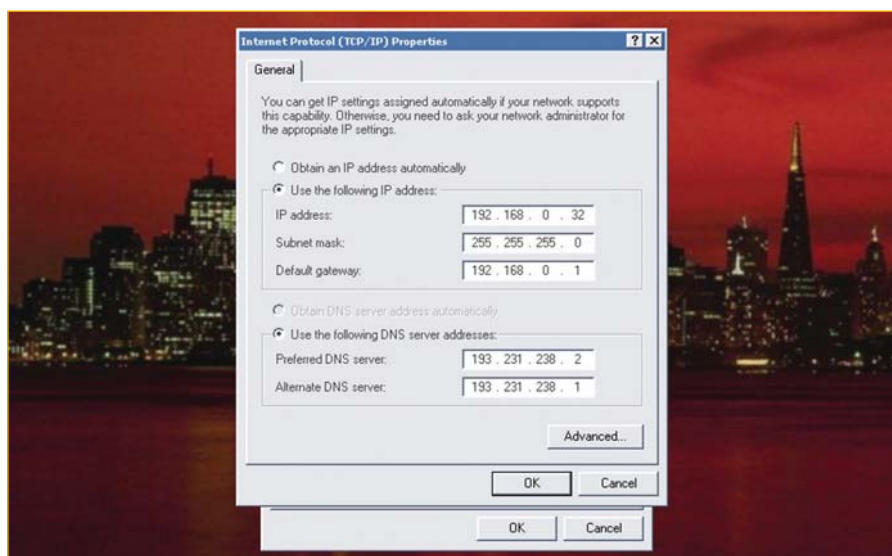 Internet Protocol (TCP/IP) Properties
General
You can get IP settings assigned automatically if your network supports
this capability. Otherwise, you need to ask your network administrator for
the appropriate IP settings.
Obtain an IP address automatically
Use the following IP address:
IP address: 192 . 168 . 0 . 32
Subnet mask: 255 . 255 . 255 . 0
Default gateway: 192 . 168 . 0 . 1
Obtain DNS server address automatically
Use the following DNS server addresses:
Preferred DNS server: 193 . 231 . 238 . 2
Alternate DNS server: 193 . 231 . 238 . 1
Advanced...
OK Cancel
OK Cancel